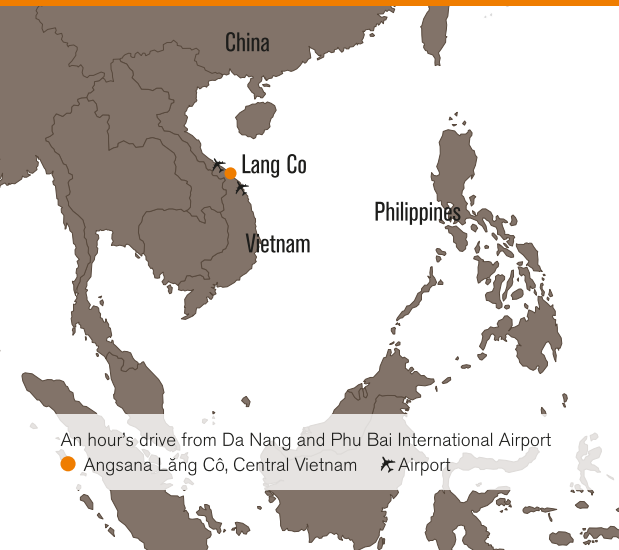 China
Lang Co
Philippines
Vietnam
An hour's drive from Da Nang and Phu Bai International Airport
Angsana Lăng Cô, Central Vietnam Airport